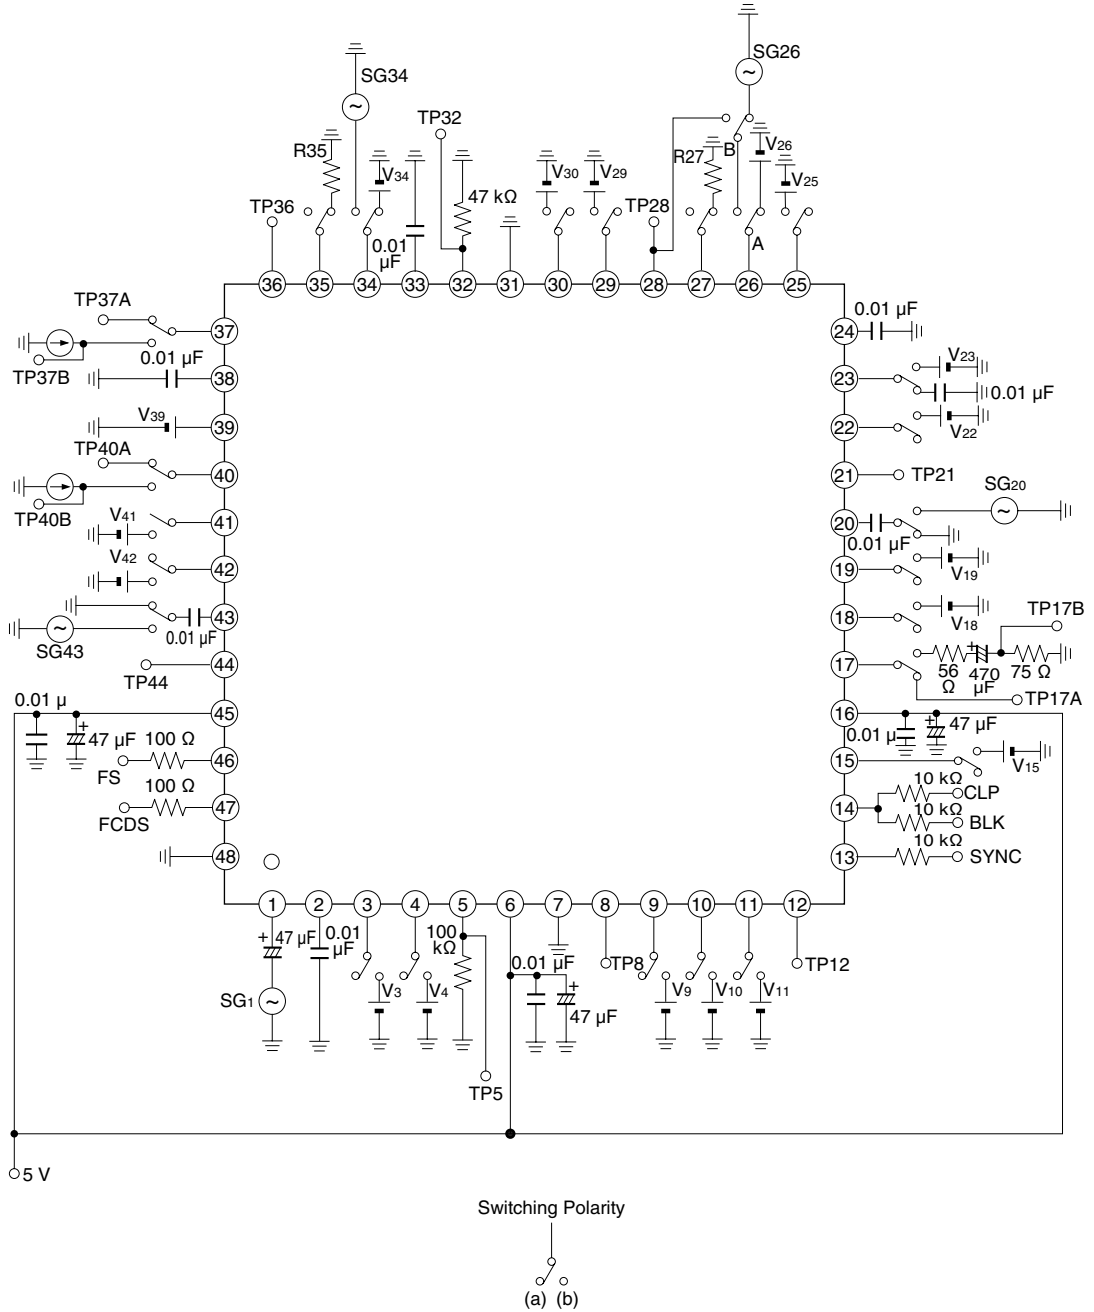 SG26
SG34
TP32
R35
V34
47 kΩ
V30
V29
R27
B
V26
V25
TP36
0.01
µF
TP28
A
36 35 34 33 32 31 30 29 28 27 26 25
TP37A
37
TP37B
0.01 µF
38
V39
39
TP40A
40
TP40B
V41
41
V42
42
43
0.01 µF
SG43
44
TP44
0.01 µ
45
47 µF
+
100 Ω
46
FS
100 Ω
47
FCDS
48
24
0.01 µF
V23
23
0.01 µF
22
V22
21
TP21
SG20
20
0.01 µF
19
V19
18
V18
TP17B
17
+
56
Ω
470
µF
75 Ω
TP17A
16
0.01 µ
+
47 µF
15
V15
10 kΩ
CLP
14
10 kΩ
BLK
10 kΩ
13
SYNC
1 2 3 4 5 6 7 8 9 10 11 12
+
47 µF
0.01
µF
100
kΩ
0.01 µF
TP8
TP12
SG1
V3
V4
+
47 µF
V9
V10
V11
TP5
5 V
Switching Polarity
(a) (b)